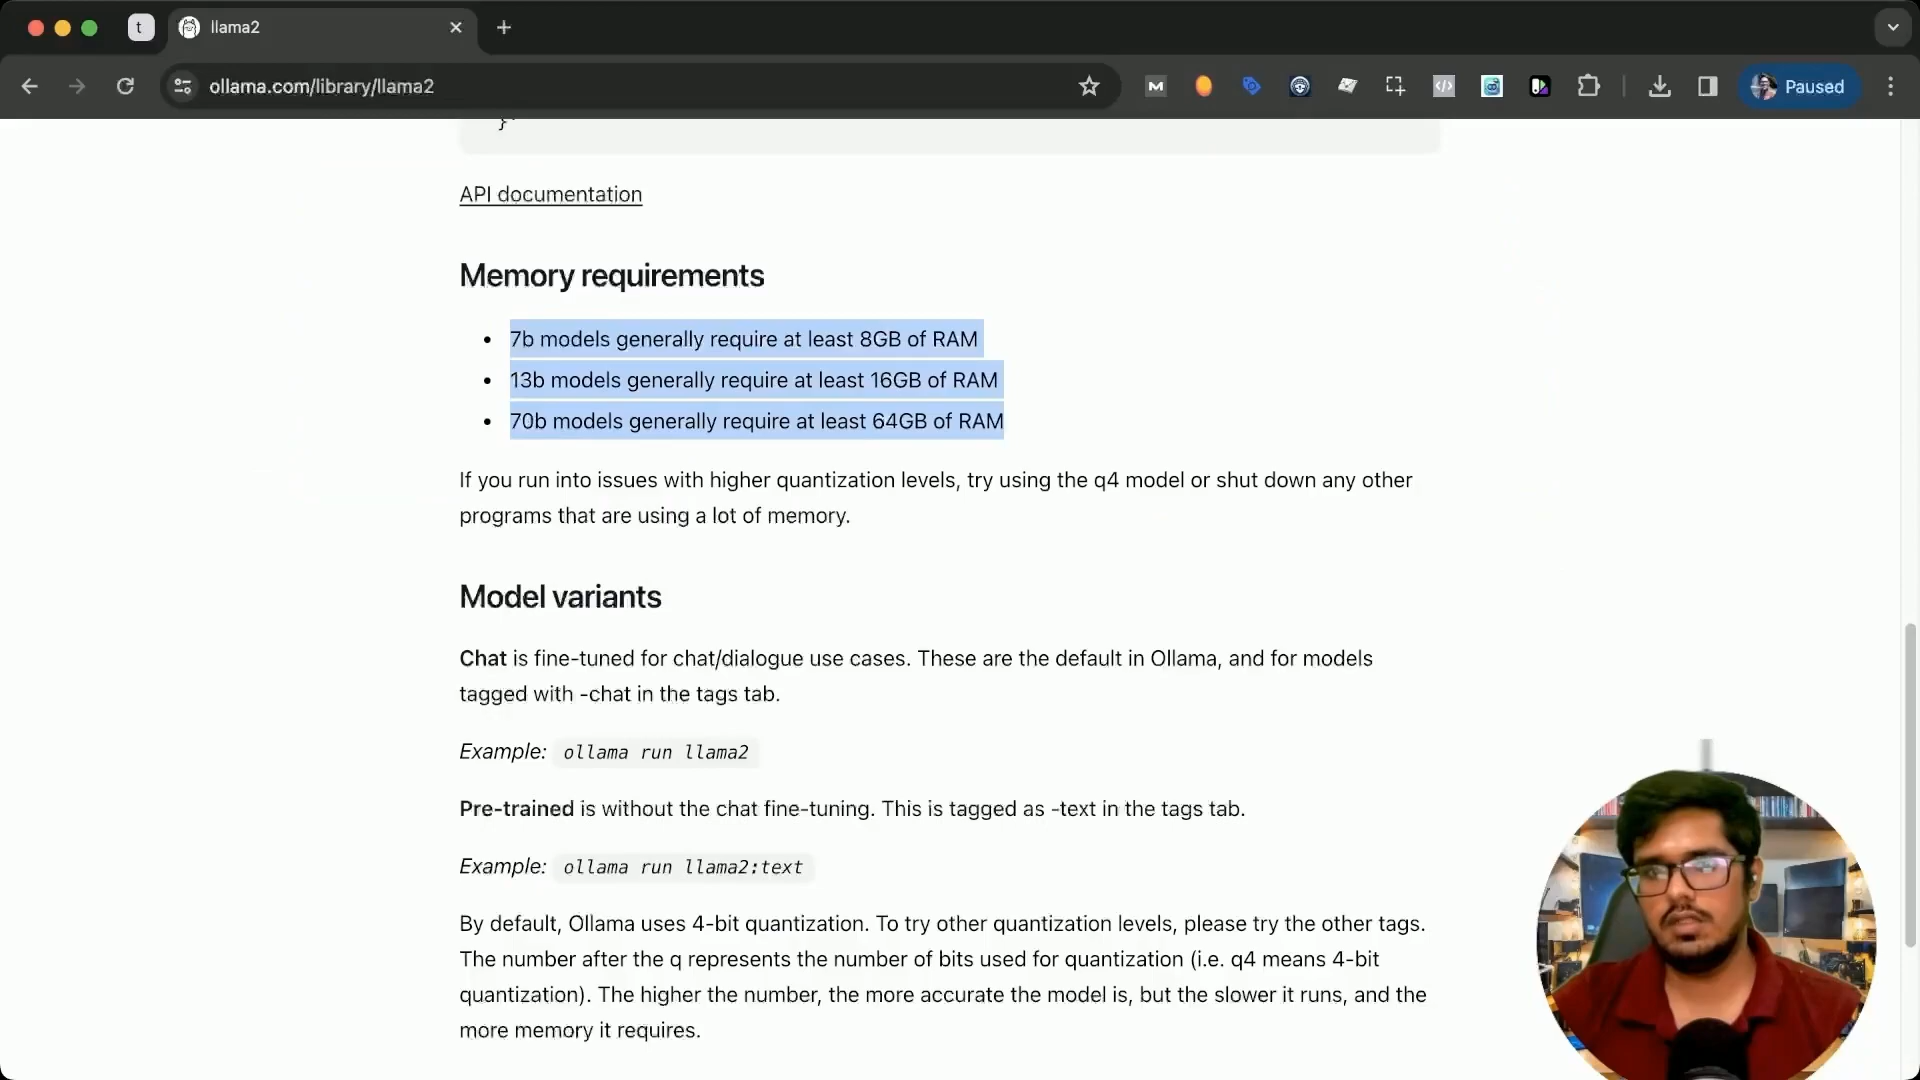 t
llama2
ollama.com/library/llama2
Paused
}'
API documentation
Memory requirements
7b models generally require at least 8GB of RAM
13b models generally require at least 16GB of RAM
70b models generally require at least 64GB of RAM
If you run into issues with higher quantization levels, try using the q4 model or shut down any other
programs that are using a lot of memory.
Model variants
Chat is fine-tuned for chat/dialogue use cases. These are the default in Ollama, and for models
tagged with -chat in the tags tab.
Example: ollama run llama2
Pre-trained is without the chat fine-tuning. This is tagged as -text in the tags tab.
Example: ollama run llama2:text
By default, Ollama uses 4-bit quantization. To try other quantization levels, please try the other tags.
The number after the q represents the number of bits used for quantization (i.e. q4 means 4-bit
quantization). The higher the number, the more accurate the model is, but the slower it runs, and the
more memory it requires.